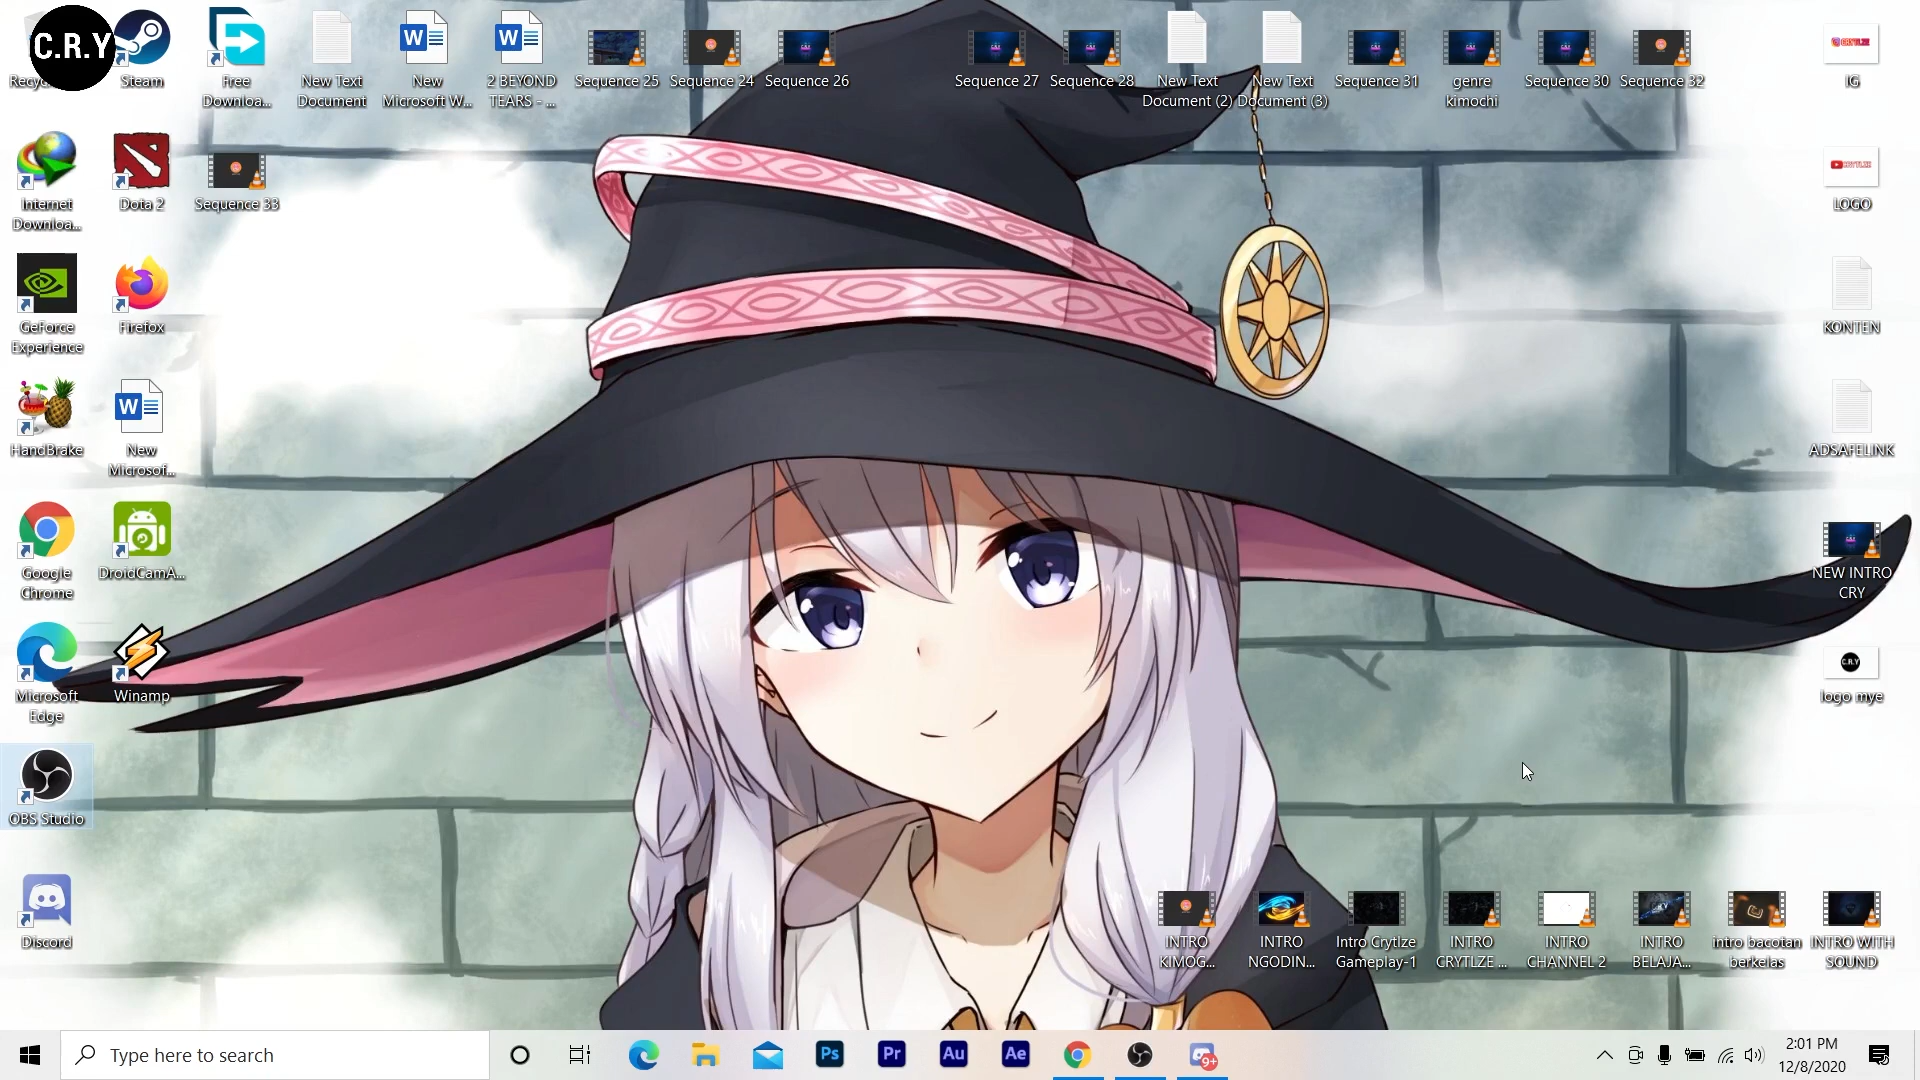 C.R.Y
Steam
Free
Downloa...
New Text
Document
New
Microsoft W...
2 BEYOND
TEARS - ...
Sequence 25
Sequence 24
Sequence 26
Sequence 27
Sequence 28
New Text
Document (2)
New Text
Document (3)
Sequence 31
genre
kimochi
Sequence 30
Sequence 32
IG
Internet
Downloa...
Dota 2
Sequence 33
LOGO
GeForce
Experience
Firefox
KONTEN
HandBrake
New
Microsof...
ADSAFELINK
Google
Chrome
DroidCamA...
NEW INTRO
CRY
Microsoft
Edge
Winamp
C.R.Y
logo mye
OBS Studio
Discord
INTRO
KIMOG...
INTRO
NGODIN...
Intro Crytlze
Gameplay-1
INTRO
CRYTLZE ...
INTRO
CHANNEL 2
INTRO
BELAJA...
intro bacotan
berkelas
INTRO WITH
SOUND
Type here to search
Ps
Pr
Au
Ae
9+
2:01 PM
12/8/2020